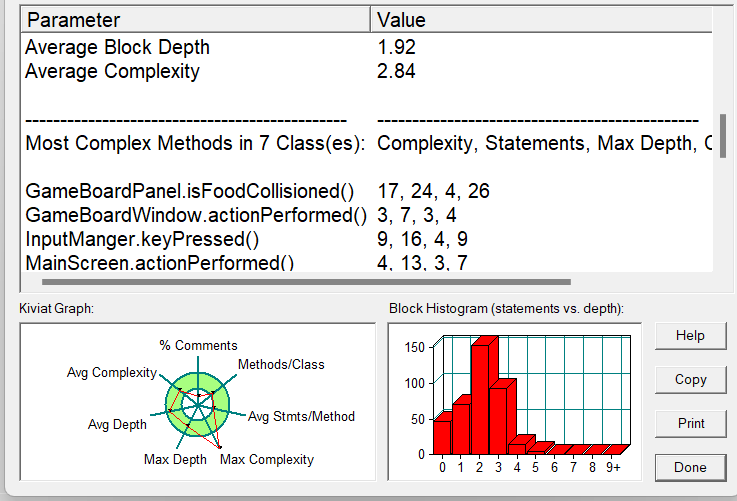 Parameter Value
Average Block Depth 1.92
Average Complexity 2.84
---------------------------------------------- ----------------------------------------------
Most Complex Methods in 7 Class(es): Complexity, Statements, Max Depth, C
GameBoardPanel.isFoodCollisioned() 17, 24, 4, 26
GameBoardWindow.actionPerformed() 3, 7, 3, 4
InputManger.keyPressed() 9, 16, 4, 9
MainScreen.actionPerformed() 4, 13, 3, 7
Kiviat Graph: Block Histogram (statements vs. depth):
% Comments
Methods/Class
Avg Complexity
Avg Stmts/Method
Avg Depth
Max Depth Max Complexity
150
100
50
0
0 1 2 3 4 5 6 7 8 9+
Help
Copy
Print
Done